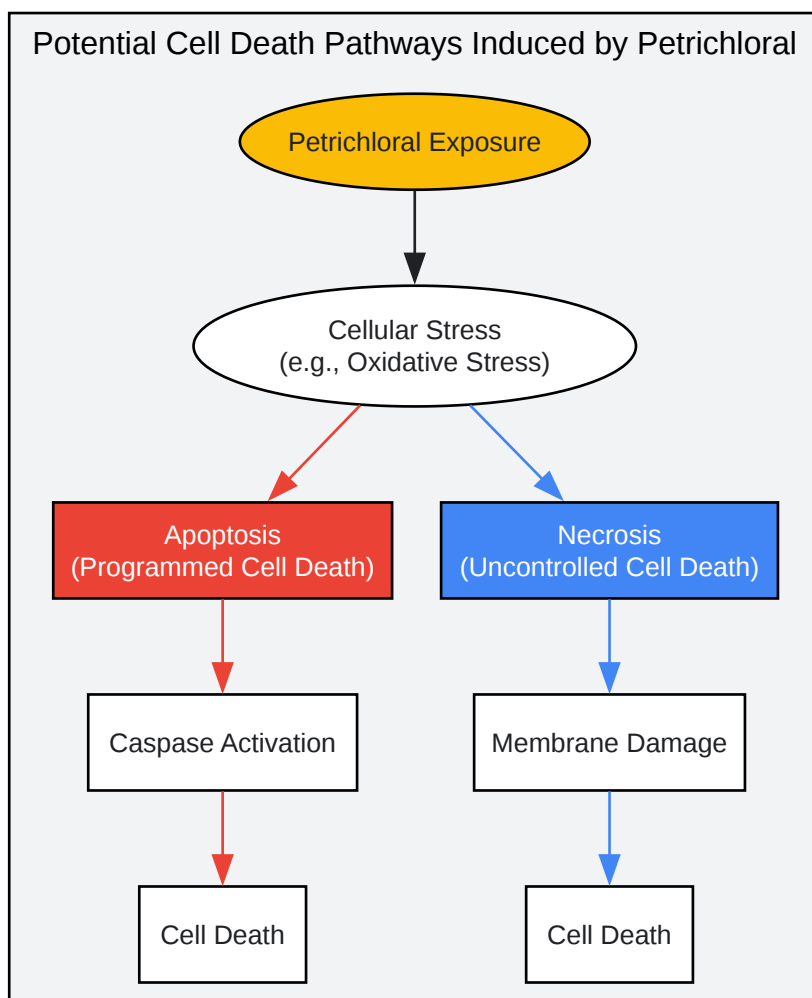 Potential Cell Death Pathways Induced by Petrichloral
Petrichloral Exposure
Cellular Stress
(e.g., Oxidative Stress)
Apoptosis
(Programmed Cell Death)
Necrosis
(Uncontrolled Cell Death)
Caspase Activation
Membrane Damage
Cell Death
Cell Death